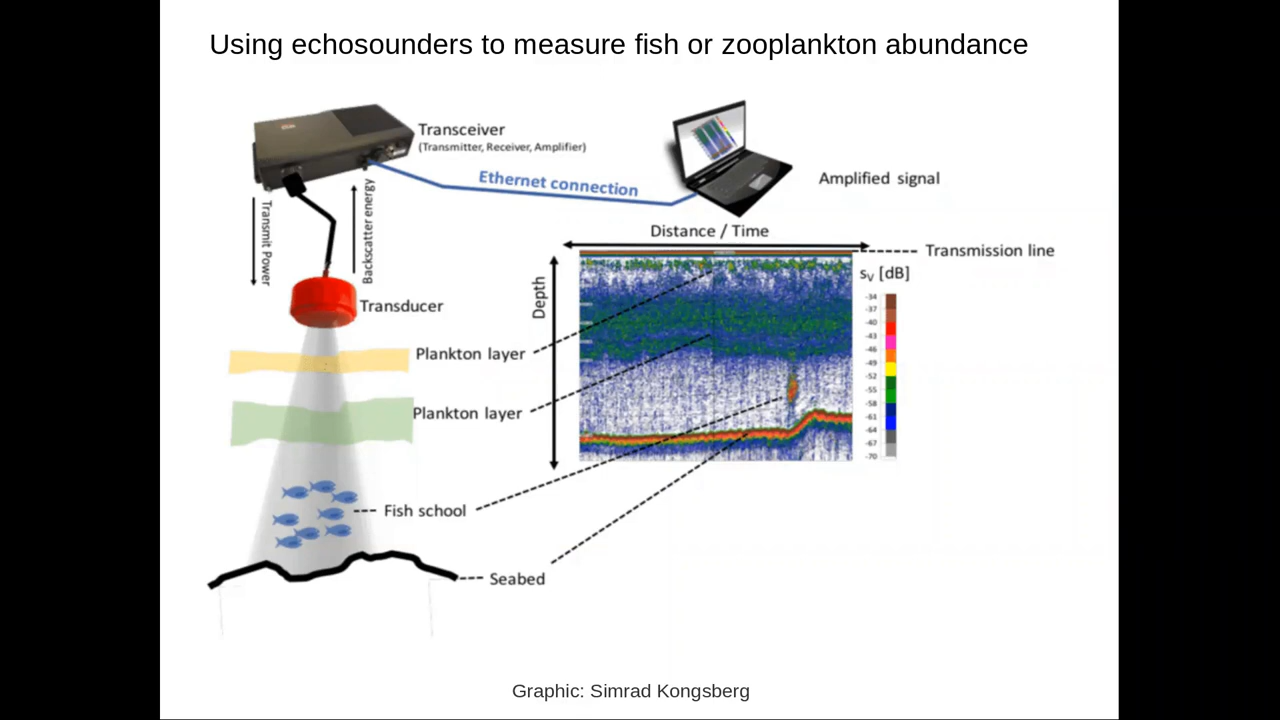 Using echosounders to measure fish or zooplankton abundance
Transceiver
(Transmitter, Receiver, Amplifier)
Ethernet connection
Amplified signal
Transmit Power
Backscatter energy
Transducer
Distance / Time
Transmission line
Depth
sv [dB]
-34
-37
-40
-43
-46
-49
-52
-55
-58
-61
-64
-67
-70
Plankton layer
Plankton layer
Fish school
Seabed
Graphic: Simrad Kongsberg